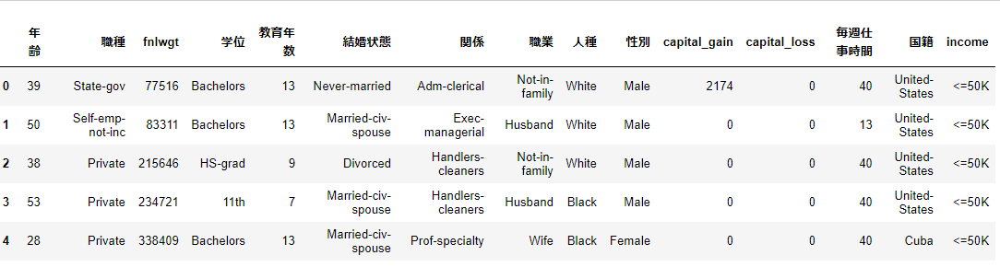 年齢 職種 fnlwgt 学位 教育年数 結婚状態 関係 職業 人種 性別 capital_gain capital_loss 毎週仕事時間 国籍 income
0 39 State-gov 77516 Bachelors 13 Never-married Adm-clerical Not-in-family White Male 2174 0 40 United-States <=50K
1 50 Self-emp-not-inc 83311 Bachelors 13 Married-civ-spouse Exec-managerial Husband White Male 0 0 13 United-States <=50K
2 38 Private 215646 HS-grad 9 Divorced Handlers-cleaners Not-in-family White Male 0 0 40 United-States <=50K
3 53 Private 234721 11th 7 Married-civ-spouse Handlers-cleaners Husband Black Male 0 0 40 United-States <=50K
4 28 Private 338409 Bachelors 13 Married-civ-spouse Prof-specialty Wife Black Female 0 0 40 Cuba <=50K